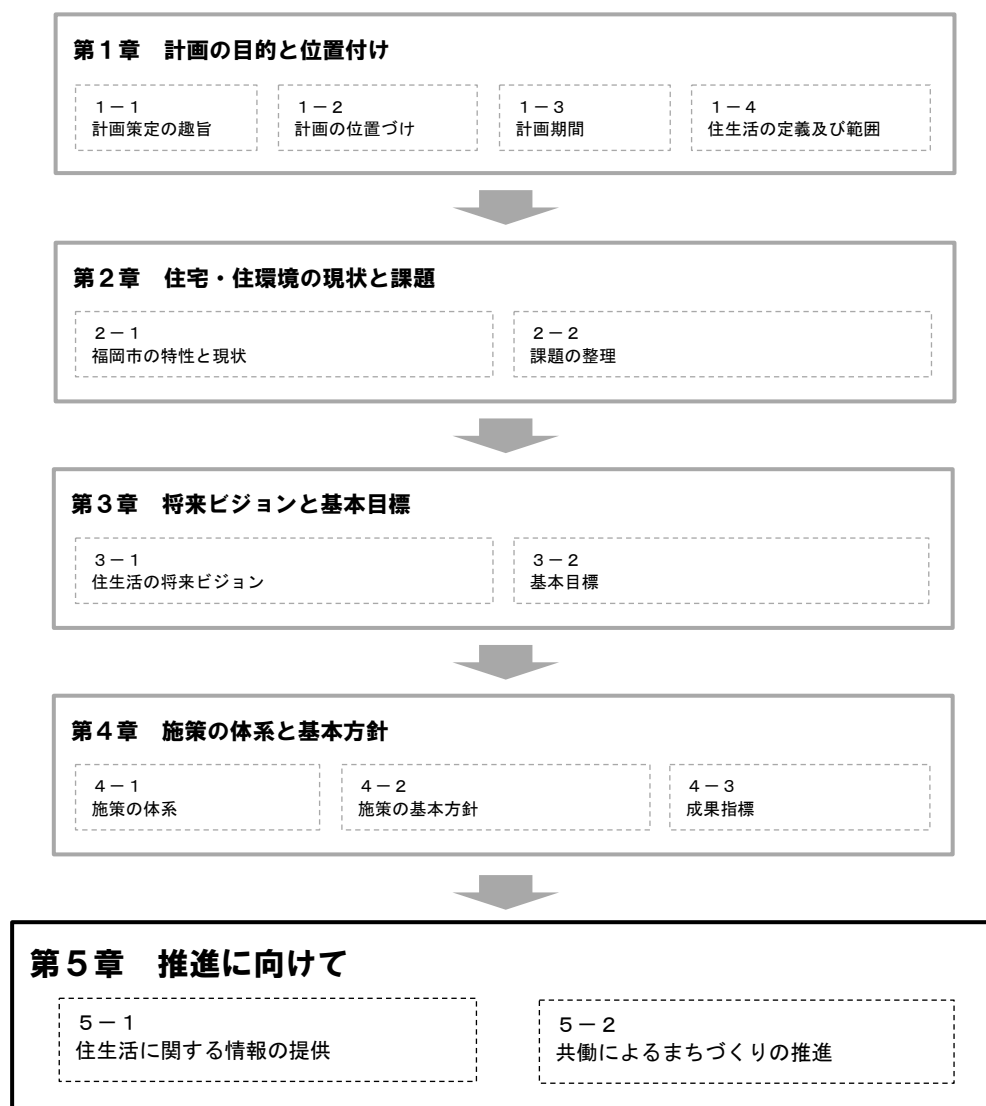 第１章　計画の目的と位置付け
１－１
計画策定の趣旨
１－２
計画の位置づけ
１－３
計画期間
１－４
住生活の定義及び範囲
第２章　住宅・住環境の現状と課題
２－１
福岡市の特性と現状
２－２
課題の整理
第３章　将来ビジョンと基本目標
３－１
住生活の将来ビジョン
３－２
基本目標
第４章　施策の体系と基本方針
４－１
施策の体系
４－２
施策の基本方針
４－３
成果指標
第５章　推進に向けて
５－１
住生活に関する情報の提供
５－２
共働によるまちづくりの推進